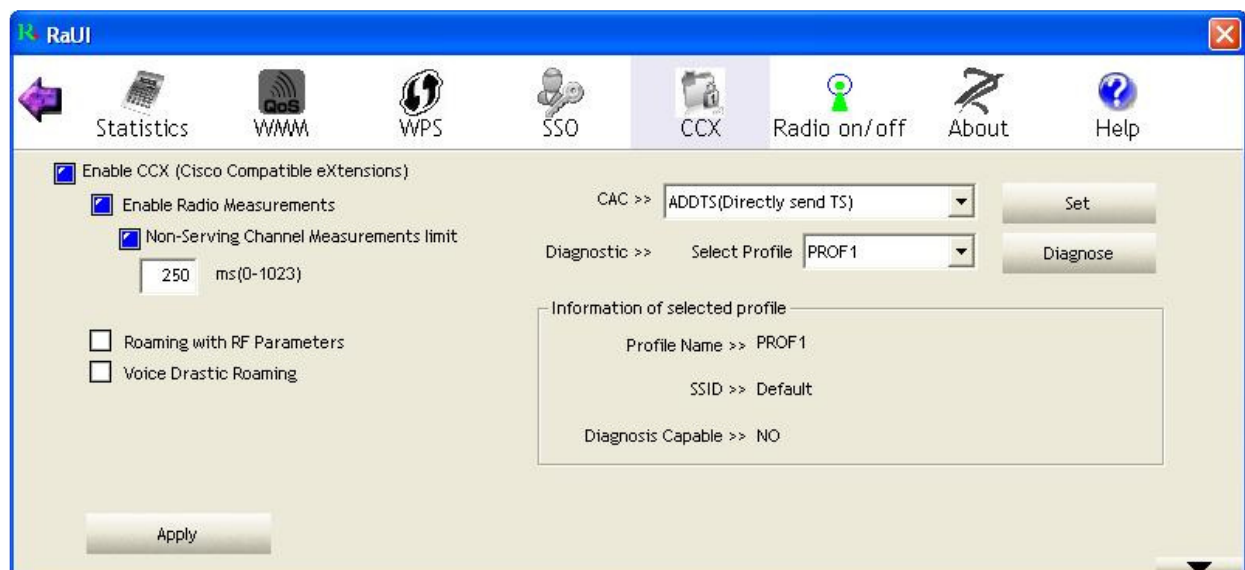 RaUI
Statistics
QoS
WMM
WPS
SSO
CCX
Radio on/off
About
Help
Enable CCX (Cisco Compatible eXtensions)
Enable Radio Measurements
Non-Serving Channel Measurements limit
250 ms(0-1023)
Roaming with RF Parameters
Voice Drastic Roaming
Apply
CAC >> ADDTS(Directly send TS) Set
Diagnostic >> Select Profile PROF1 Diagnose
Information of selected profile
Profile Name >> PROF1
SSID >> Default
Diagnosis Capable >> NO